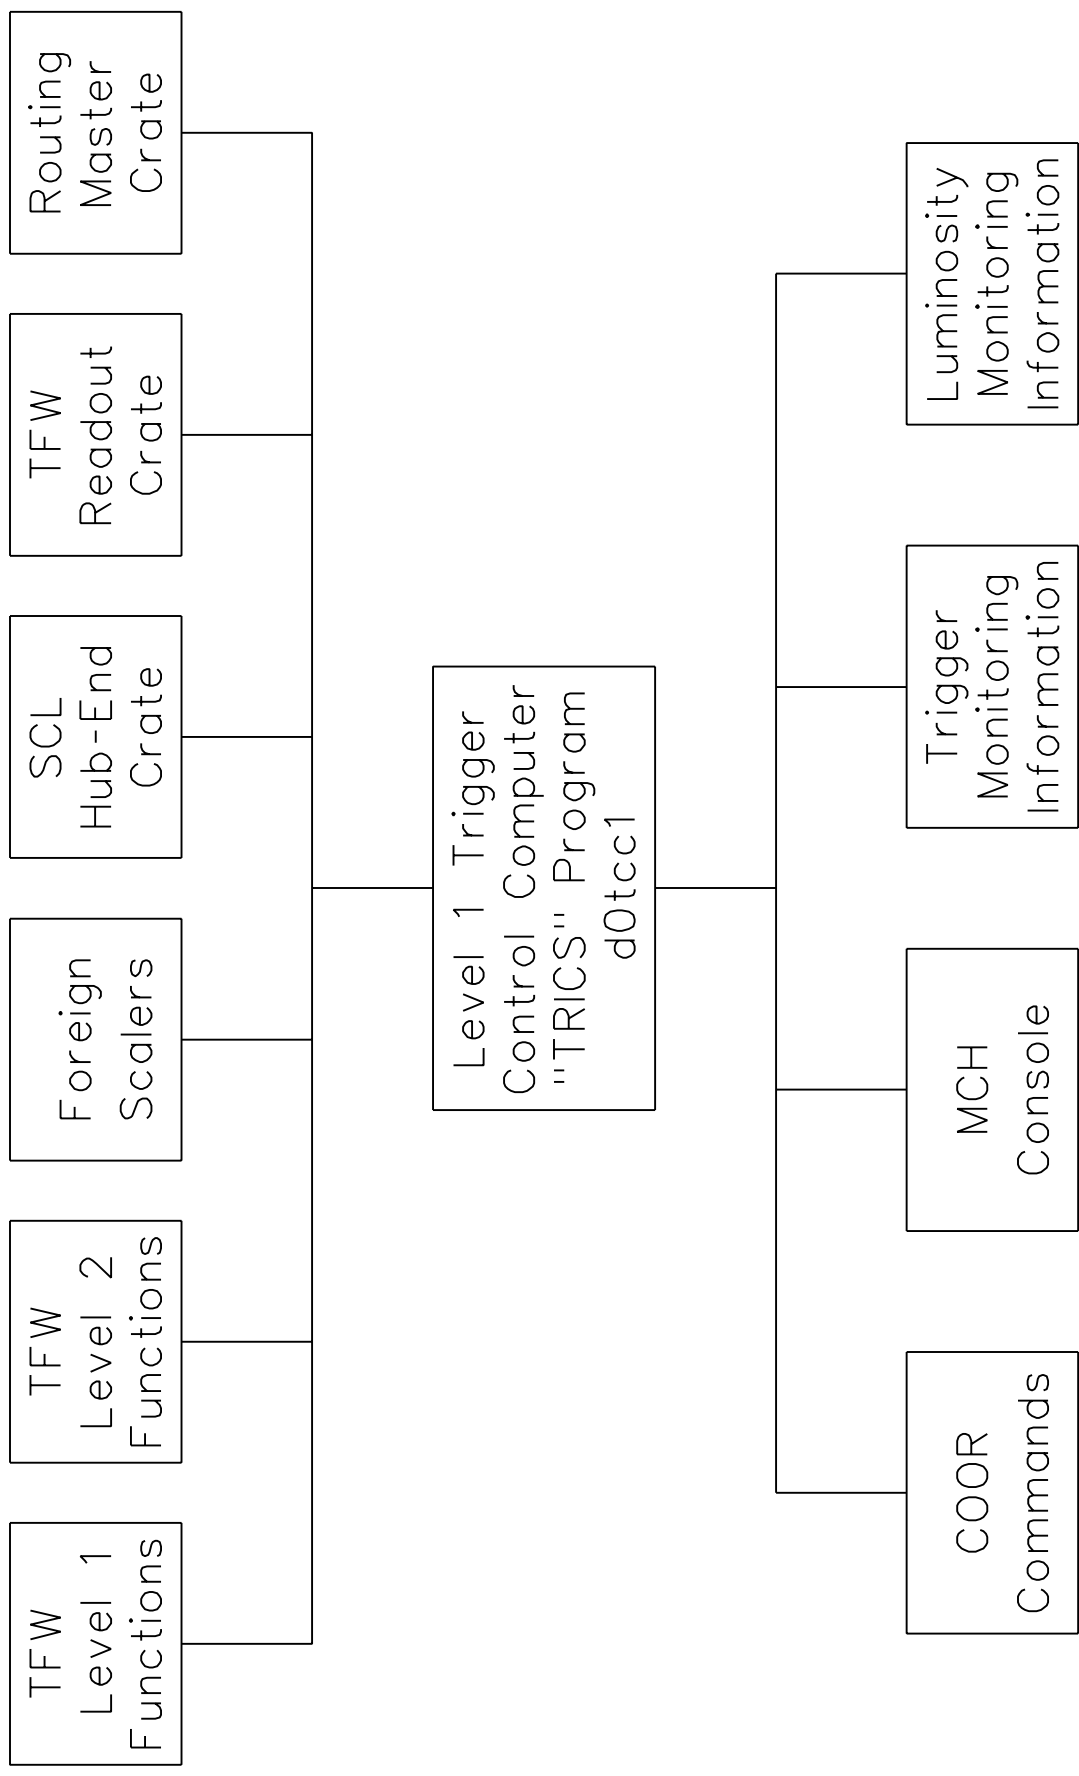 TFW
Level 1
Functions
TFW
Level 2
Functions
Foreign
Scalers
SCL
Hub-End
Crate
TFW
Readout
Crate
Routing
Master
Crate
Level 1 Trigger
Control Computer
"TRICS" Program
d0tcc1
COOR
Commands
MCH
Console
Trigger
Monitoring
Information
Luminosity
Monitoring
Information